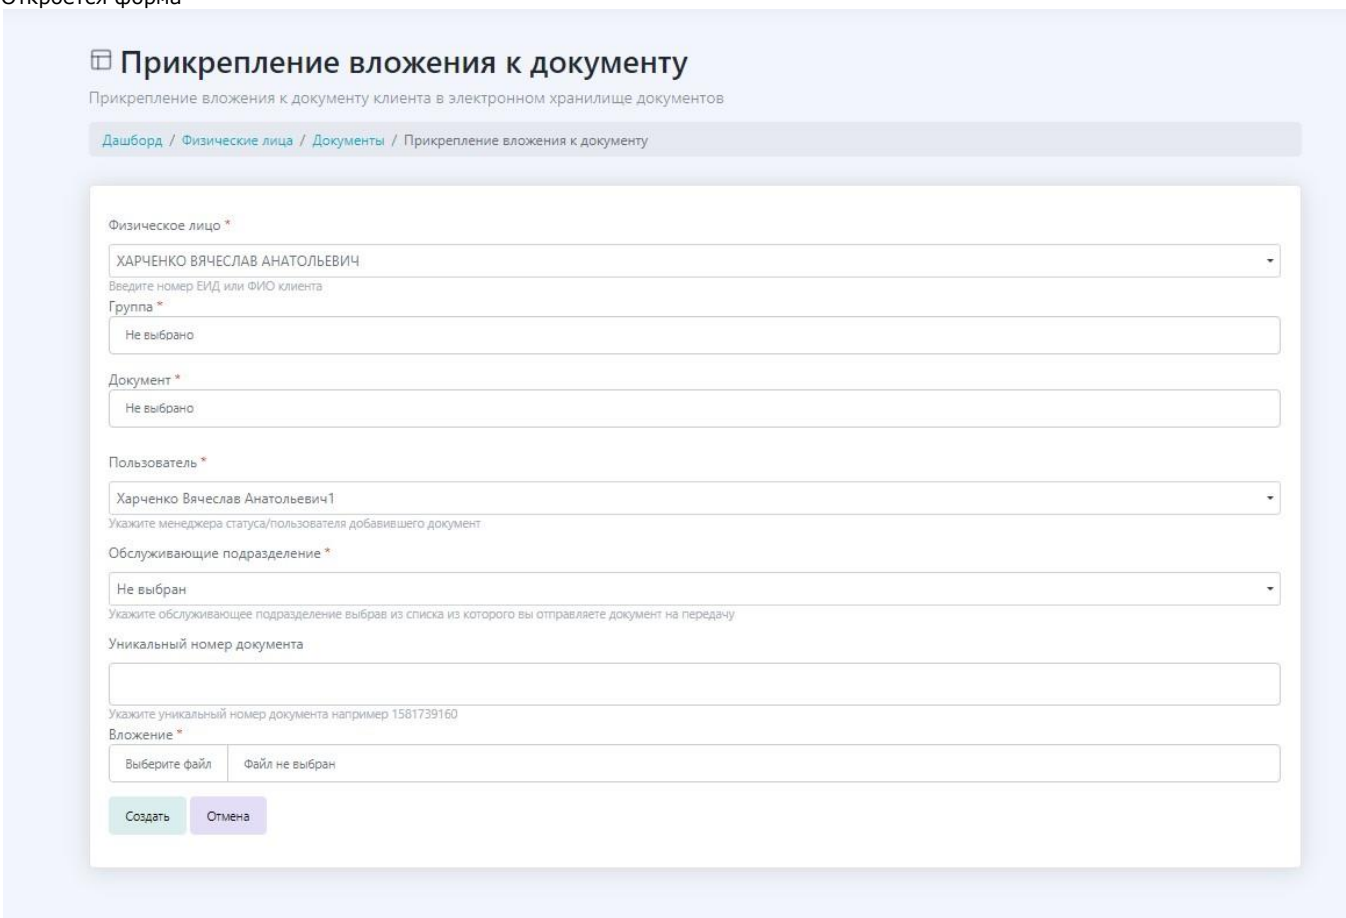 Откроется форма
Прикрепление вложения к документу
Прикрепление вложения к документу клиента в электронном хранилище документов
Дашборд / Физические лица / Документы / Прикрепление вложения к документу
Физическое лицо *
ХАРЧЕНКО ВЯЧЕСЛАВ АНАТОЛЬЕВИЧ
Введите номер ЕИД или ФИО клиента
Группа *
Не выбрано
Документ *
Не выбрано
Пользователь *
Харченко Вячеслав Анатольевич1
Укажите менеджера статуса/пользователя добавившего документ
Обслуживающие подразделение *
Не выбран
Укажите обслуживающее подразделение выбрав из списка из которого вы отправляете документ на передачу
Уникальный номер документа
Укажите уникальный номер документа например 1581739160
Вложение *
Выберите файл Файл не выбран
Создать Отмена